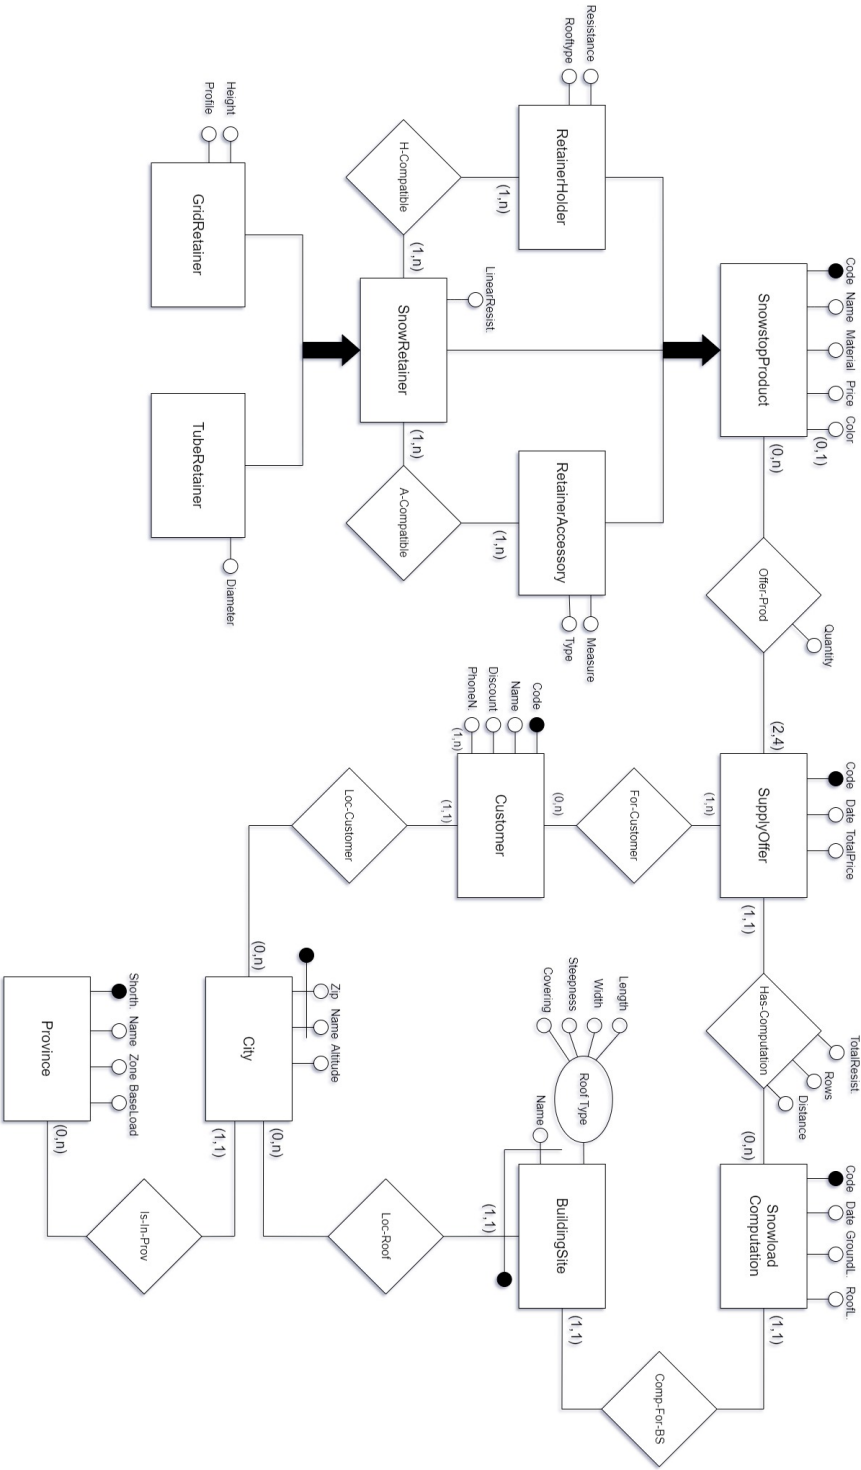 Code
Name
Material
Price
Color
(0,1)
SnowstopProduct
(0,n)
Offer-Prod
Quantity
(2,4)
Code
Date
TotalPrice
SupplyOffer
(1,1)
(1,n)
Has-Computation
TotalResist.
Rows
Distance
(0,n)
Code
Date
GroundL.
RoofL.
Snowload
Computation
(1,1)
Resistance
Rooftype
RetainerHolder
(1,n)
H-Compatible
(1,n)
LinearResist.
SnowRetainer
(1,n)
A-Compatible
(1,n)
RetainerAccessory
Measure
Type
For-Customer
(0,n)
Code
Name
Discount
PhoneN.
(1,n)
Customer
(1,1)
Loc-Customer
(0,n)
Length
Width
Steepness
Covering
Roof Type
Name
BuildingSite
(1,1)
(1,1)
Comp-For-BS
Loc-Roof
(0,n)
Height
Profile
GridRetainer
TubeRetainer
Diameter
Zip
Name
Altitude
City
(1,1)
Is-In-Prov
(0,n)
Shorth.
Name
Zone
BaseLoad
Province